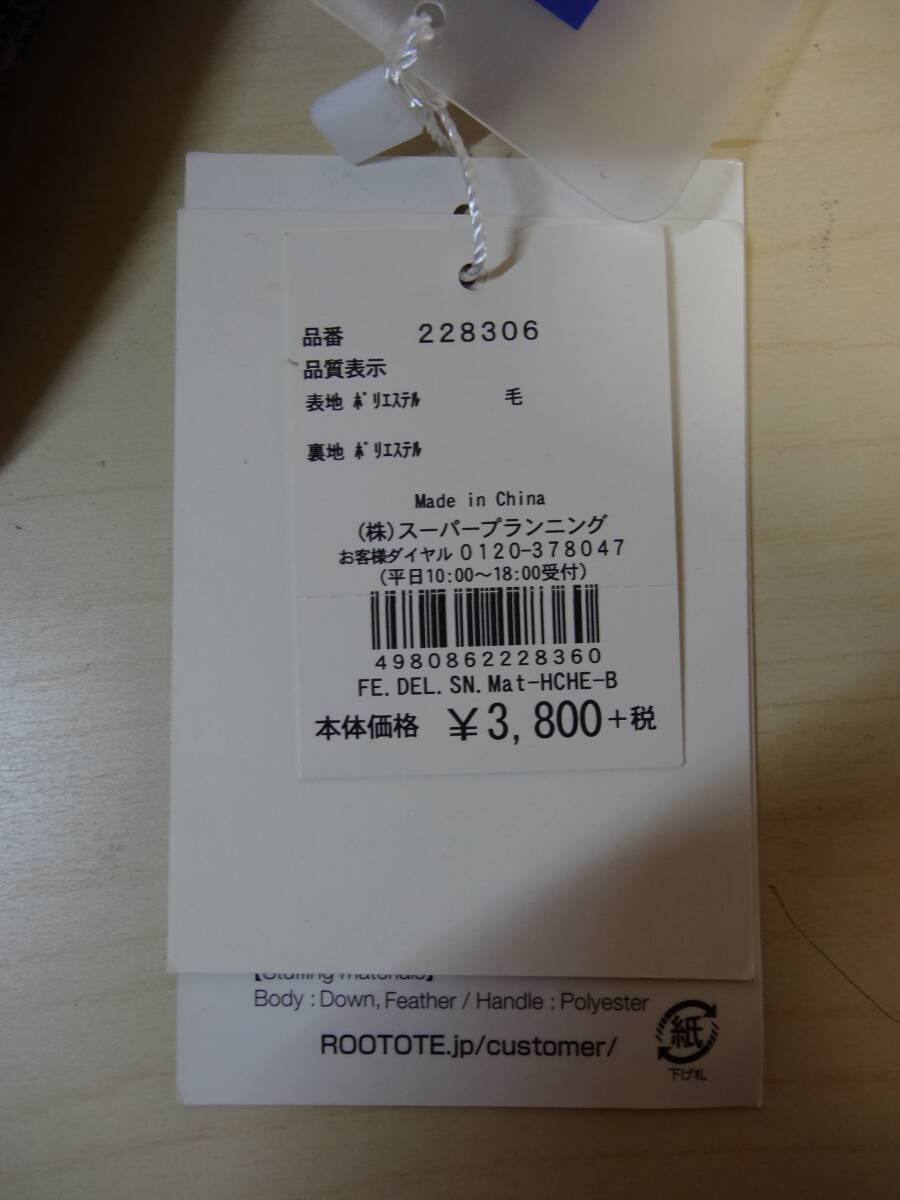 品番 228306
品質表示
表地 ﾎﾟﾘｴｽﾃﾙ 毛
裏地 ﾎﾟﾘｴｽﾃﾙ
Made in China
(株)スーパープランニング
お客様ダイヤル 0120-378047
(平日10:00～18:00受付)
4980862228360
FE.DEL.SN.Mat-HCHE-B
本体価格 ￥3,800+税
【Stuffing materials】
Body : Down, Feather / Handle : Polyester
ROOTOTE.jp/customer/
紙
下げ札